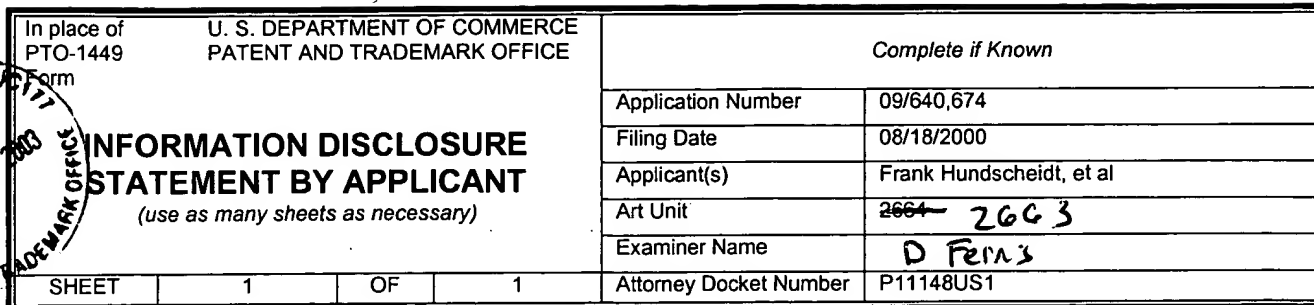 In place of U. S. DEPARTMENT OF COMMERCE
PTO-1449 PATENT AND TRADEMARK OFFICE
Form
INFORMATION DISCLOSURE
STATEMENT BY APPLICANT
(use as many sheets as necessary)
SHEET 1 OF 1
Complete if Known
Application Number 09/640,674
Filing Date 08/18/2000
Applicant(s) Frank Hundscheidt, et al
Art Unit 2664 2663
Examiner Name D Ferris
Attorney Docket Number P11148US1
2003
TRADEMARK OFFICE